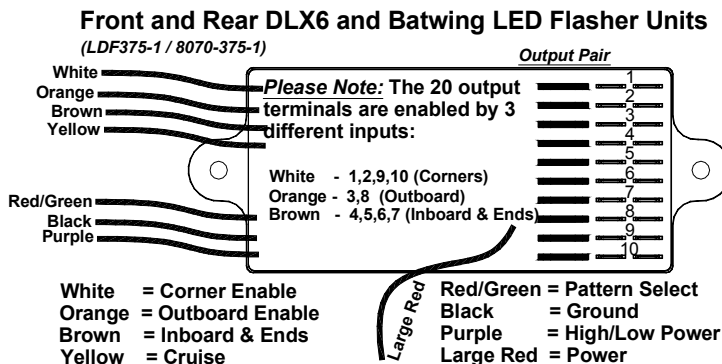 Front and Rear DLX6 and Batwing LED Flasher Units
(LDF375-1 / 8070-375-1)
Output Pair
White
Orange
Brown
Yellow
Please Note: The 20 output
terminals are enabled by 3
different inputs:
White - 1,2,9,10 (Corners)
Orange - 3,8 (Outboard)
Brown - 4,5,6,7 (Inboard & Ends)
1
2
3
4
5
6
7
8
9
10
Red/Green
Black
Purple
Large Red
White = Corner Enable
Orange = Outboard Enable
Brown = Inboard & Ends
Yellow = Cruise
Red/Green = Pattern Select
Black = Ground
Purple = High/Low Power
Large Red = Power